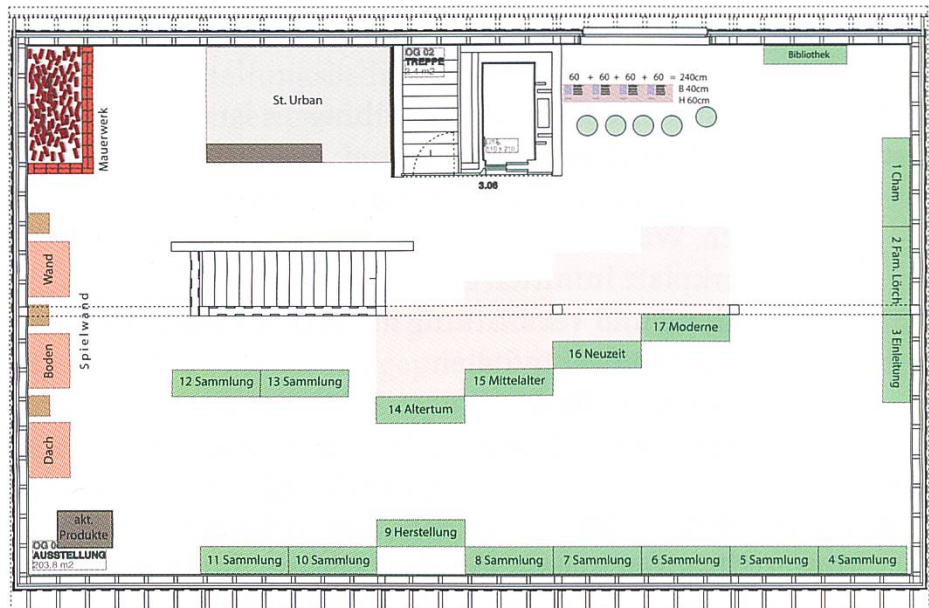 OG 02
TREPPE
St. Urban
Mauerwerk
60 + 60 + 60 + 60 = 240cm
B 40cm
H 60cm
Bibliothek
3.06
1 Cham
2 Fam. Lörch
3 Einleitung
Spielwand
Wand
Boden
Dach
17 Moderne
16 Neuzeit
15 Mittelalter
14 Altertum
12 Sammlung
13 Sammlung
akt.
Produkte
AUSSTELLUNG
203.8 m2
9 Herstellung
11 Sammlung
10 Sammlung
8 Sammlung
7 Sammlung
6 Sammlung
5 Sammlung
4 Sammlung